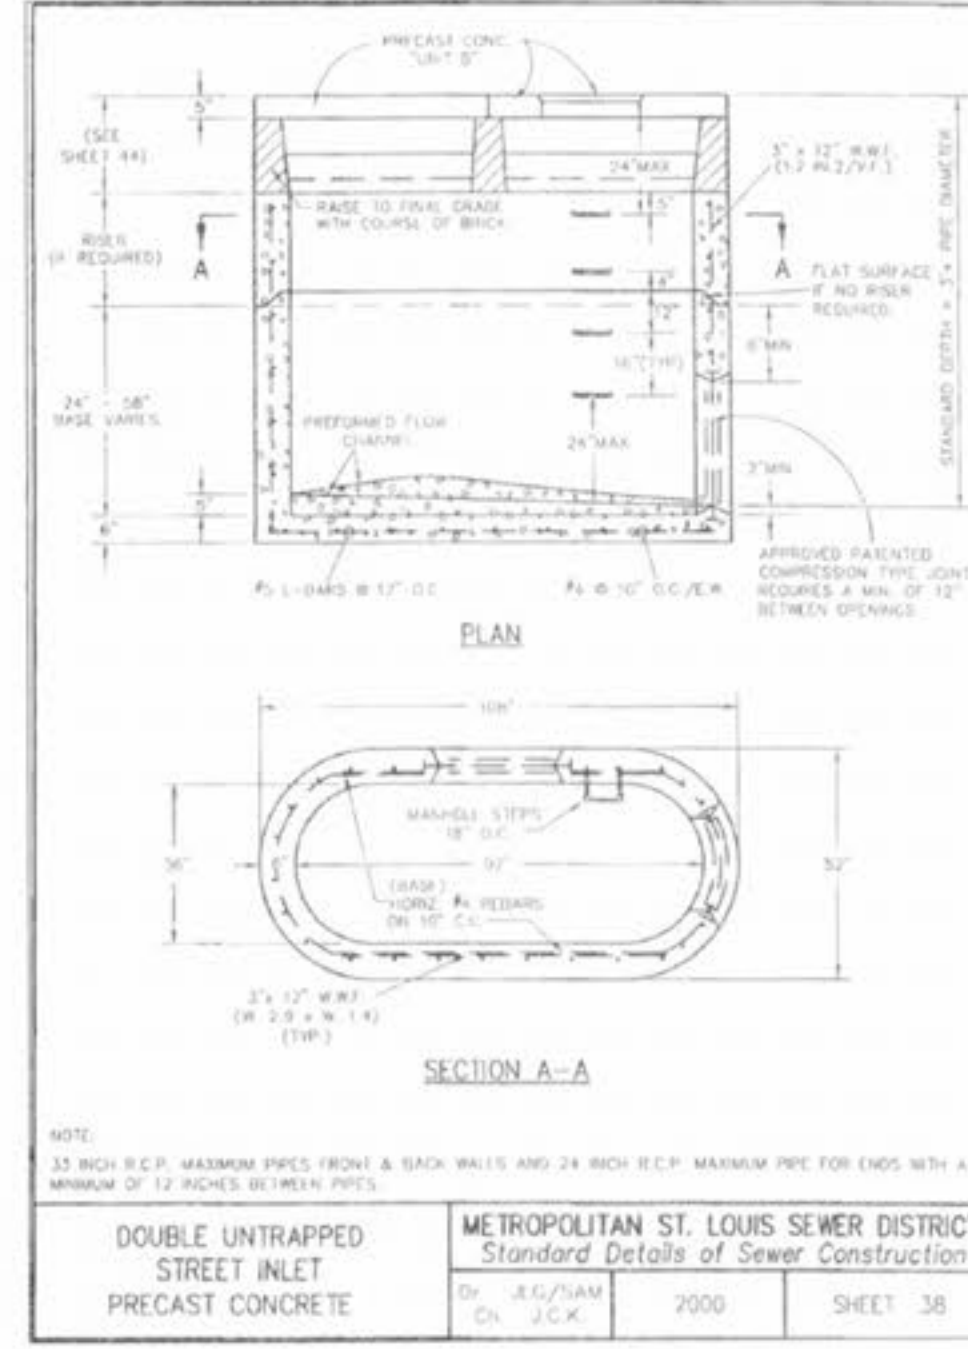 PRECAST CONC.
"UNIT B"
5"
(SEE
SHEET 44)
24"MAX
3" x 12" W.W.F.
RAISE TO FINAL GRADE
WITH COURSE OF BRICK
5"
RISER
(IF REQUIRED)
A
A
FLAT SURFACE
IF NO RISER
REQUIRED.
STANDARD DEPTH = 3'+ PIPE DIAMETER
12"
6"MIN
24" - 58"
BASE VARIES
PREFORMED FLOW
CHANNEL
24"MAX
2"MIN
6"
#5 L-BARS @ 12" O.C.
#4 @ 10" O.C./E.W.
APPROVED PATENTED
COMPRESSION TYPE JOINT
REQUIRES A MIN. OF 12"
BETWEEN OPENINGS
PLAN
108"
MANHOLE STEPS
18" O.C.
36"
52"
(BASE)
HORIZ. #4 REBARS
ON 10" C.
12" W.W.F.
(W 2.9 x W 1.4)
(TYP.)
SECTION A-A
NOTE:
33 INCH R.C.P. MAXIMUM PIPES FRONT & BACK WALLS AND 24 INCH R.C.P. MAXIMUM PIPE FOR ENDS WITH A
MINIMUM OF 12 INCHES BETWEEN PIPES.
DOUBLE UNTRAPPED
STREET INLET
PRECAST CONCRETE
METROPOLITAN ST. LOUIS SEWER DISTRIC
Standard Details of Sewer Construction
Dr. JEG/SAM
Ch. J.C.K.
2000
SHEET 38